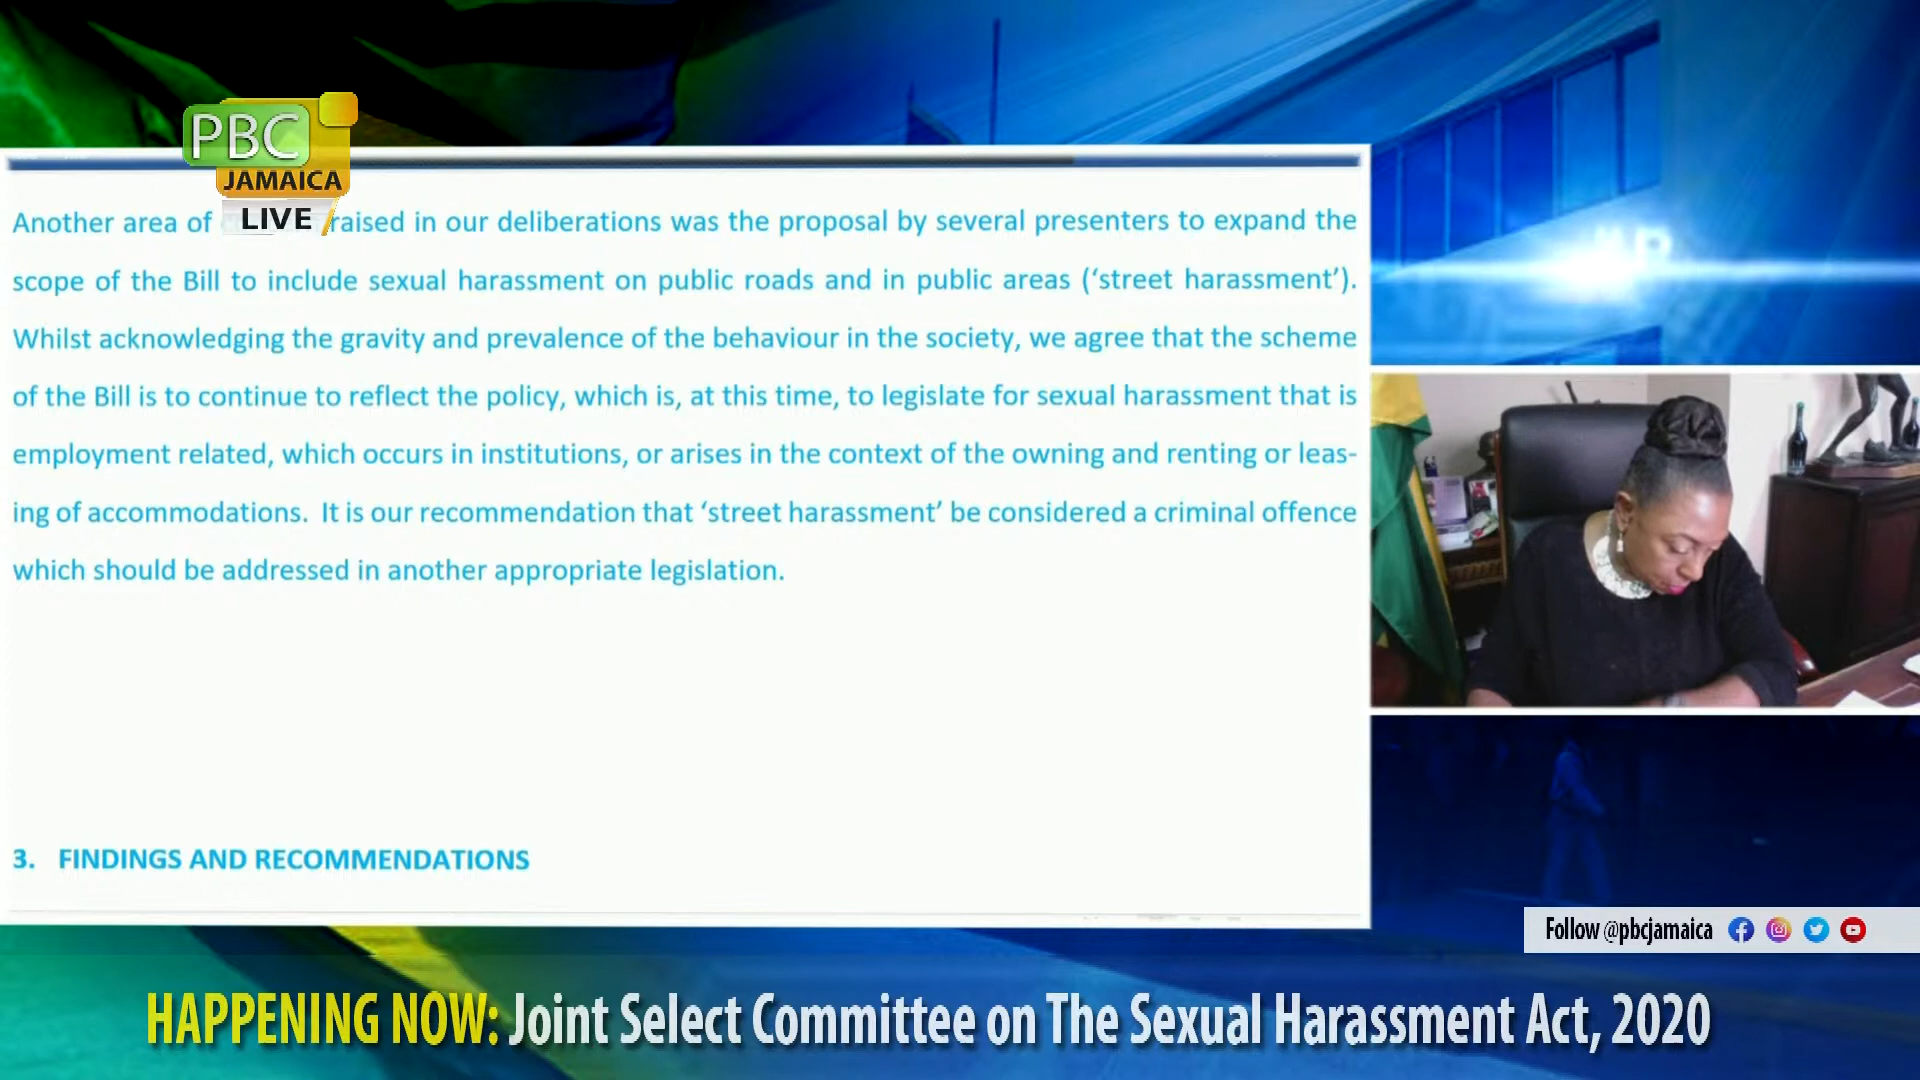 PBC
JAMAICA
LIVE
Another area of raised in our deliberations was the proposal by several presenters to expand the
scope of the Bill to include sexual harassment on public roads and in public areas (‘street harassment’).
Whilst acknowledging the gravity and prevalence of the behaviour in the society, we agree that the scheme
of the Bill is to continue to reflect the policy, which is, at this time, to legislate for sexual harassment that is
employment related, which occurs in institutions, or arises in the context of the owning and renting or leas-
ing of accommodations. It is our recommendation that ‘street harassment’ be considered a criminal offence
which should be addressed in another appropriate legislation.
3. FINDINGS AND RECOMMENDATIONS
Follow @pbcjamaica
HAPPENING NOW: Joint Select Committee on The Sexual Harassment Act, 2020